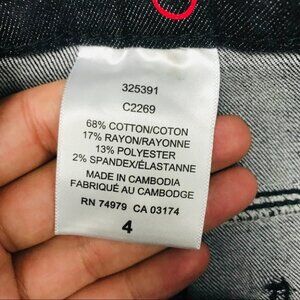 325391
C2269
68% COTTON/COTON
17% RAYON/RAYONNE
13% POLYESTER
2% SPANDEX/ÉLASTANNE
MADE IN CAMBODIA
FABRIQUÉ AU CAMBODGE
RN 74979 CA 03174
4